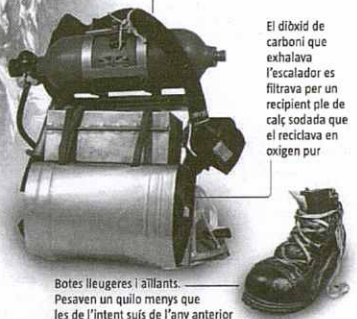 El diòxid de
carboni que
exhalava
l'escalador es
filtrava per un
recipient ple de
calç sodada que
el reciclava en
oxigen pur
Botes lleugeres i aïllants.
Pesaven un quilo menys que
les de l'intent suís de l'any anterior